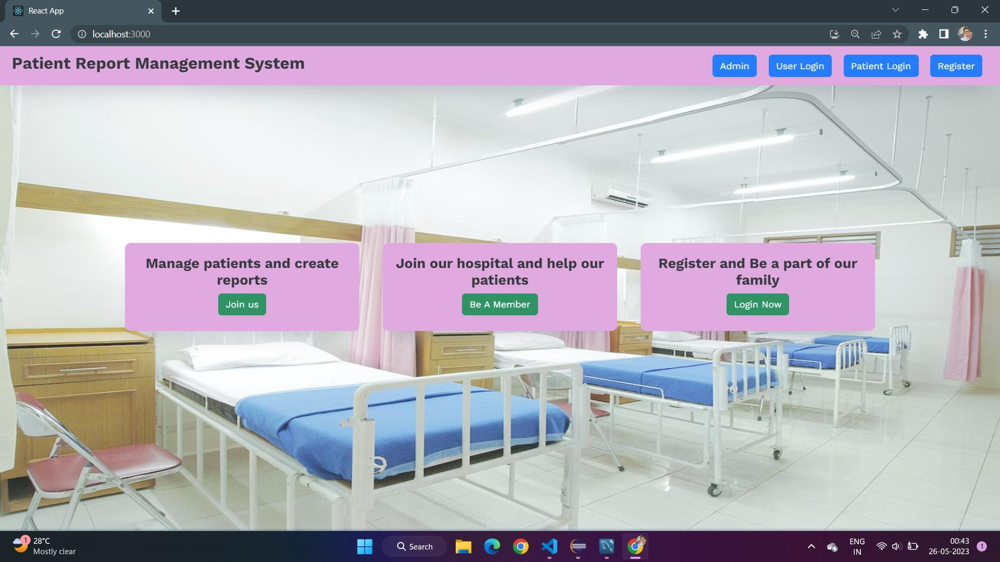 React App
localhost:3000
Patient Report Management System
Admin
User Login
Patient Login
Register
Manage patients and create
reports
Join us
Join our hospital and help our
patients
Be A Member
Register and Be a part of our
family
Login Now
1
28°C
Mostly clear
Search
ENG
IN
00:43
26-05-2023
1